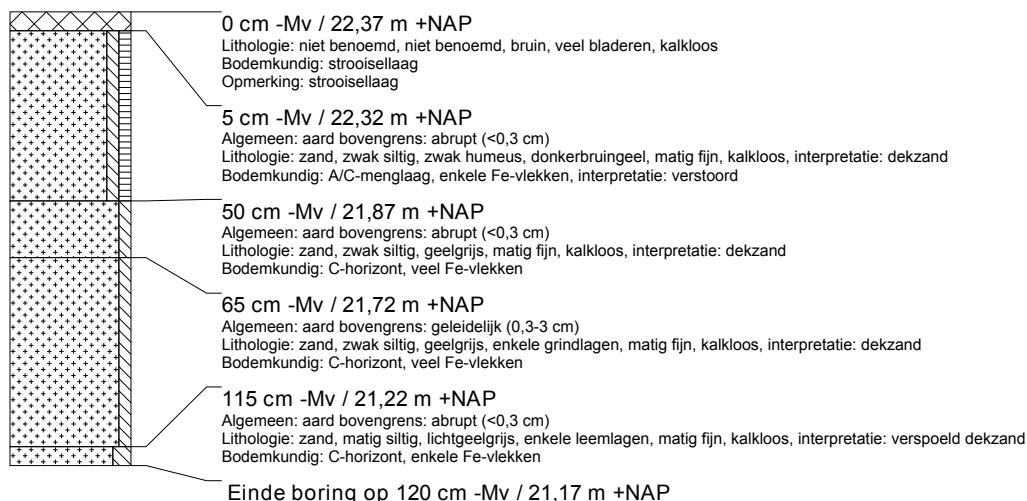 0 cm -Mv / 22,37 m +NAP
Lithologie: niet benoemd, niet benoemd, bruin, veel bladeren, kalkloos
Bodemkundig: strooisellaag
Opmerking: strooisellaag
5 cm -Mv / 22,32 m +NAP
Algemeen: aard bovengrens: abrupt (<0,3 cm)
Lithologie: zand, zwak siltig, zwak humeus, donkerbruingeel, matig fijn, kalkloos, interpretatie: dekzand
Bodemkundig: A/C-menglaag, enkele Fe-vlekken, interpretatie: verstoord
50 cm -Mv / 21,87 m +NAP
Algemeen: aard bovengrens: abrupt (<0,3 cm)
Lithologie: zand, zwak siltig, geelgrijs, matig fijn, kalkloos, interpretatie: dekzand
Bodemkundig: C-horizont, veel Fe-vlekken
65 cm -Mv / 21,72 m +NAP
Algemeen: aard bovengrens: geleidelijk (0,3-3 cm)
Lithologie: zand, zwak siltig, geelgrijs, enkele grindlagen, matig fijn, kalkloos, interpretatie: dekzand
Bodemkundig: C-horizont, veel Fe-vlekken
115 cm -Mv / 21,22 m +NAP
Algemeen: aard bovengrens: abrupt (<0,3 cm)
Lithologie: zand, matig siltig, lichtgeelgrijs, enkele leemlagen, matig fijn, kalkloos, interpretatie: verspoeld dekzand
Bodemkundig: C-horizont, enkele Fe-vlekken
Einde boring op 120 cm -Mv / 21,17 m +NAP